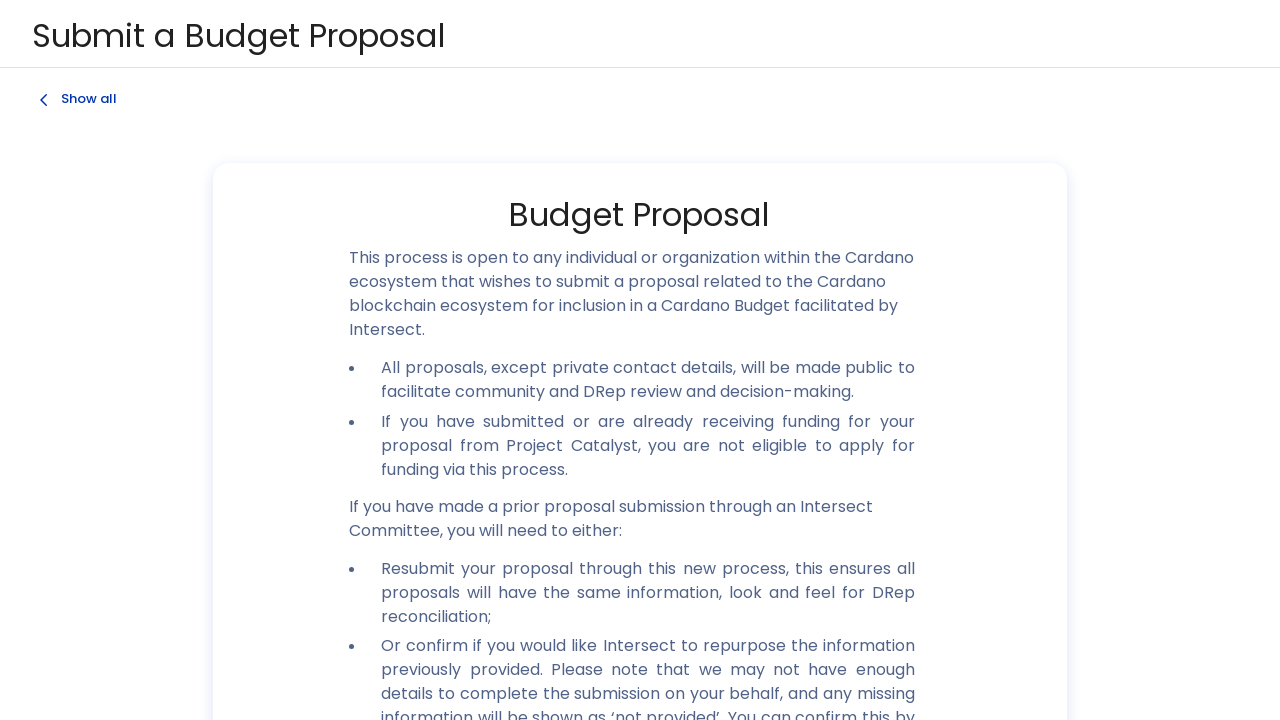 Submit a Budget Proposal
Show all
Budget Proposal
This process is open to any individual or organization within the Cardano
ecosystem that wishes to submit a proposal related to the Cardano
blockchain ecosystem for inclusion in a Cardano Budget facilitated by
Intersect.
All proposals, except private contact details, will be made public to
facilitate community and DRep review and decision-making.
If you have submitted or are already receiving funding for your
proposal from Project Catalyst, you are not eligible to apply for
funding via this process.
If you have made a prior proposal submission through an Intersect
Committee, you will need to either:
Resubmit your proposal through this new process, this ensures all
proposals will have the same information, look and feel for DRep
reconciliation;
Or confirm if you would like Intersect to repurpose the information
previously provided. Please note that we may not have enough
details to complete the submission on your behalf, and any missing
information will be shown as ‘not provided’. You can confirm this by